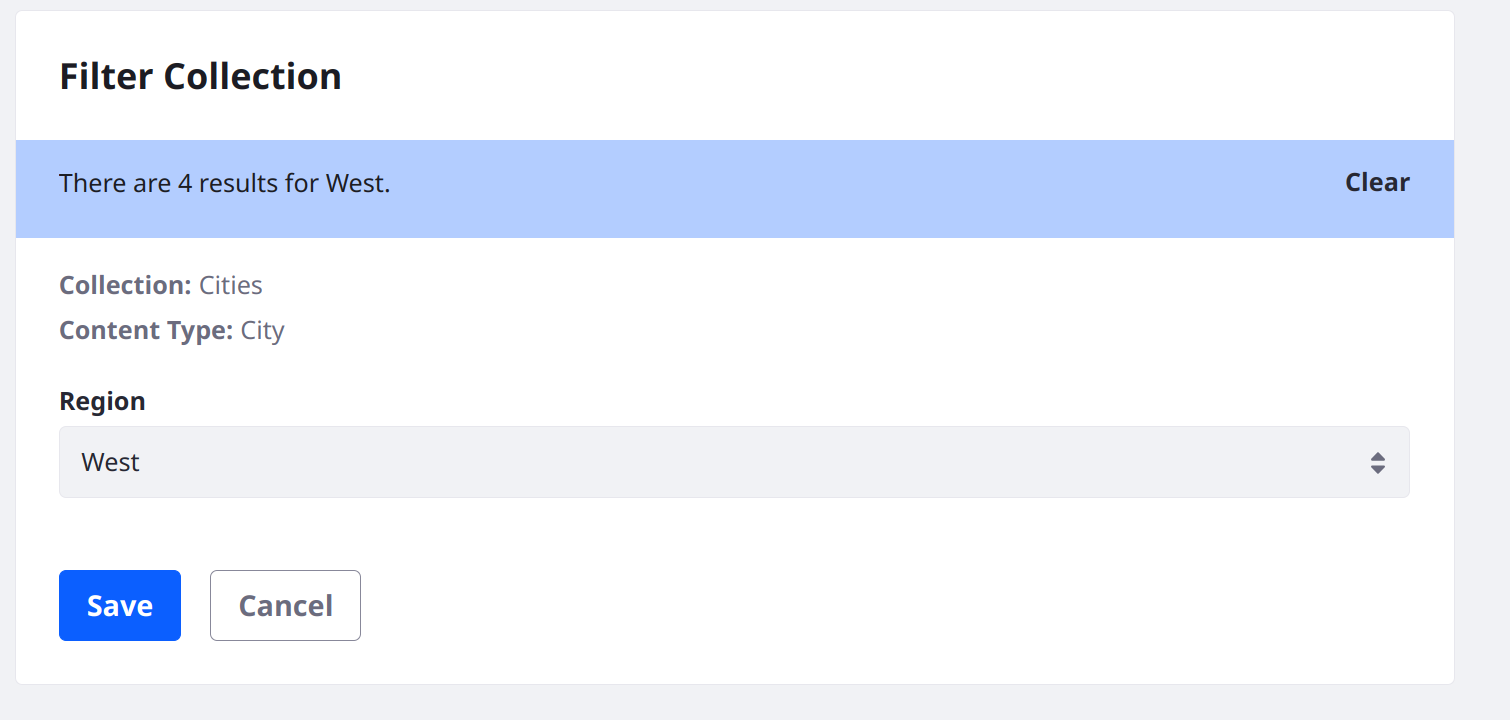 Filter Collection
There are 4 results for West.
Clear
Collection: Cities
Content Type: City
Region
West
Save
Cancel